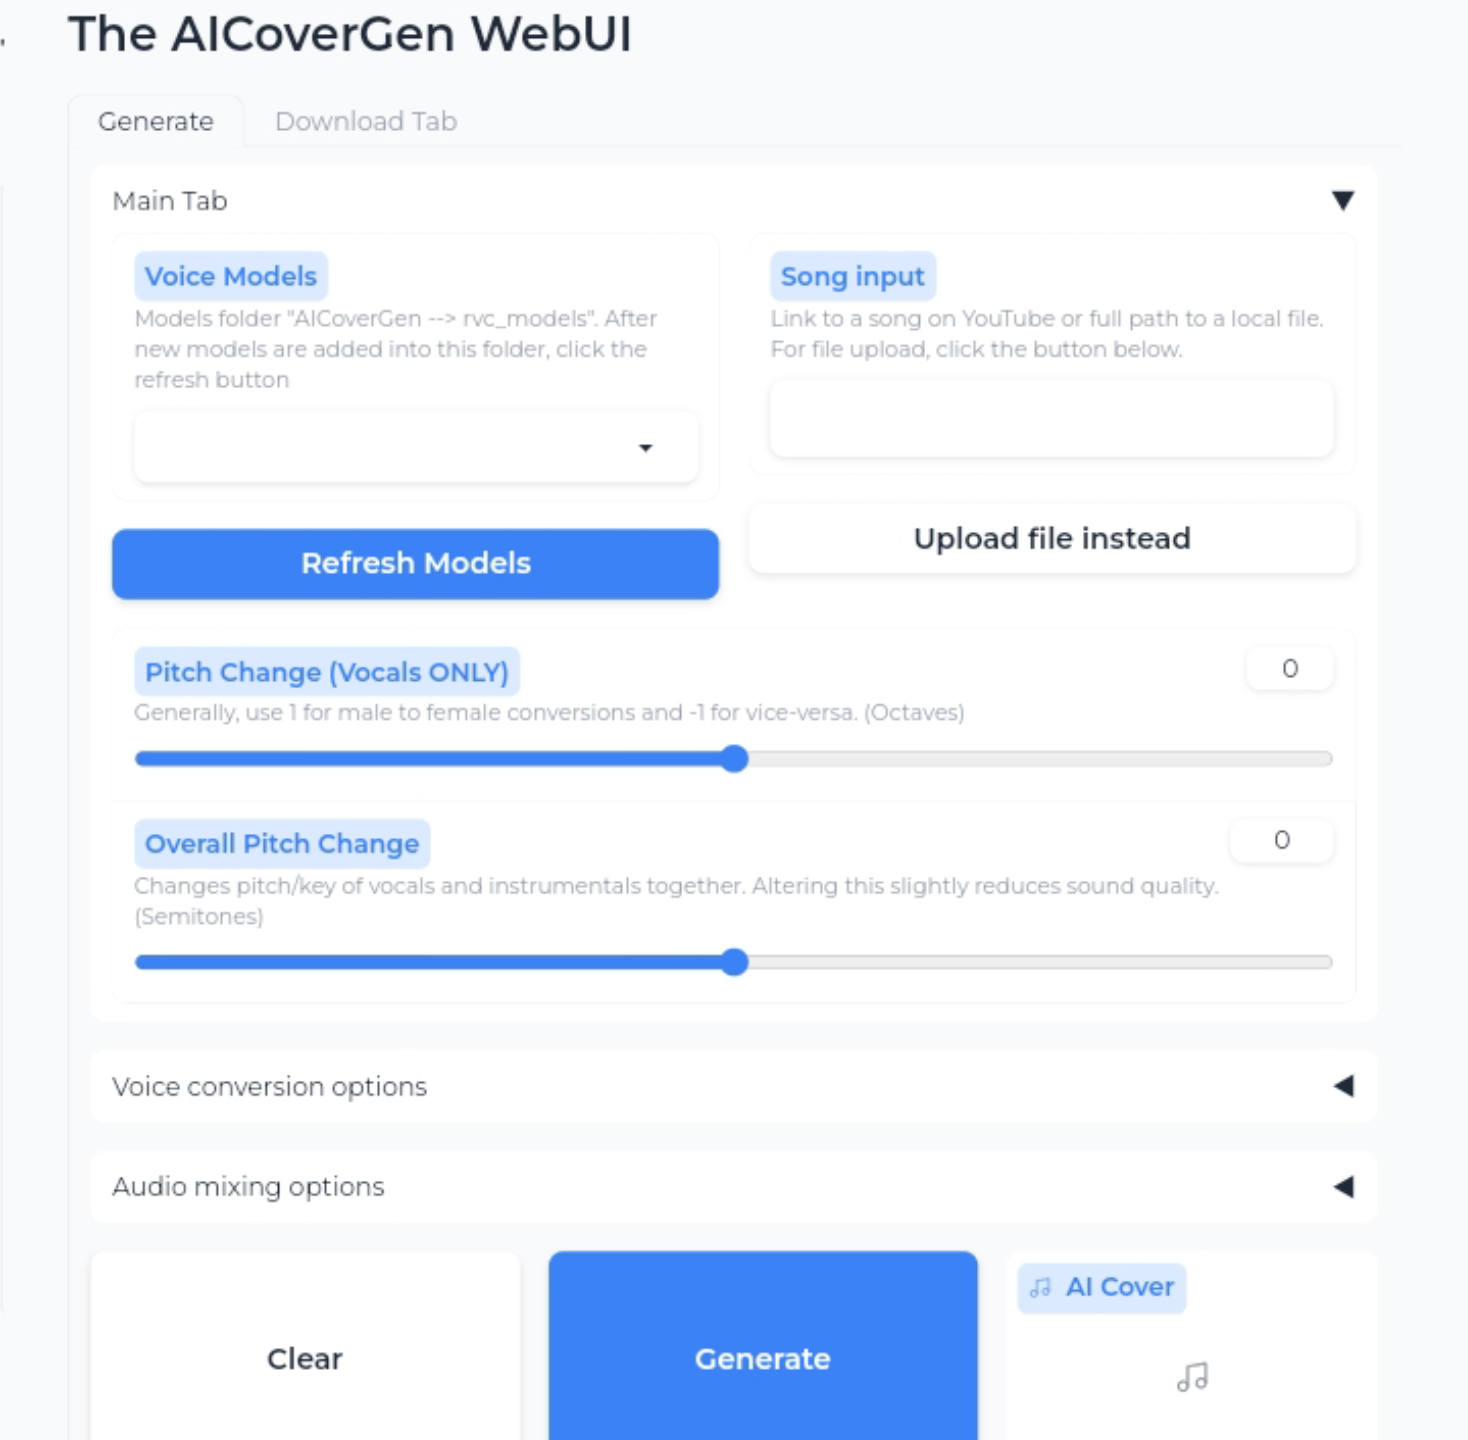 The AICoverGen WebUI
Generate
Download Tab
Main Tab
Voice Models
Models folder "AICoverGen --> rvc_models". After
new models are added into this folder, click the
refresh button
Song input
Link to a song on YouTube or full path to a local file.
For file upload, click the button below.
Refresh Models
Upload file instead
Pitch Change (Vocals ONLY)
0
Generally, use 1 for male to female conversions and -1 for vice-versa. (Octaves)
Overall Pitch Change
0
Changes pitch/key of vocals and instrumentals together. Altering this slightly reduces sound quality.
(Semitones)
Voice conversion options
Audio mixing options
Clear
Generate
AI Cover